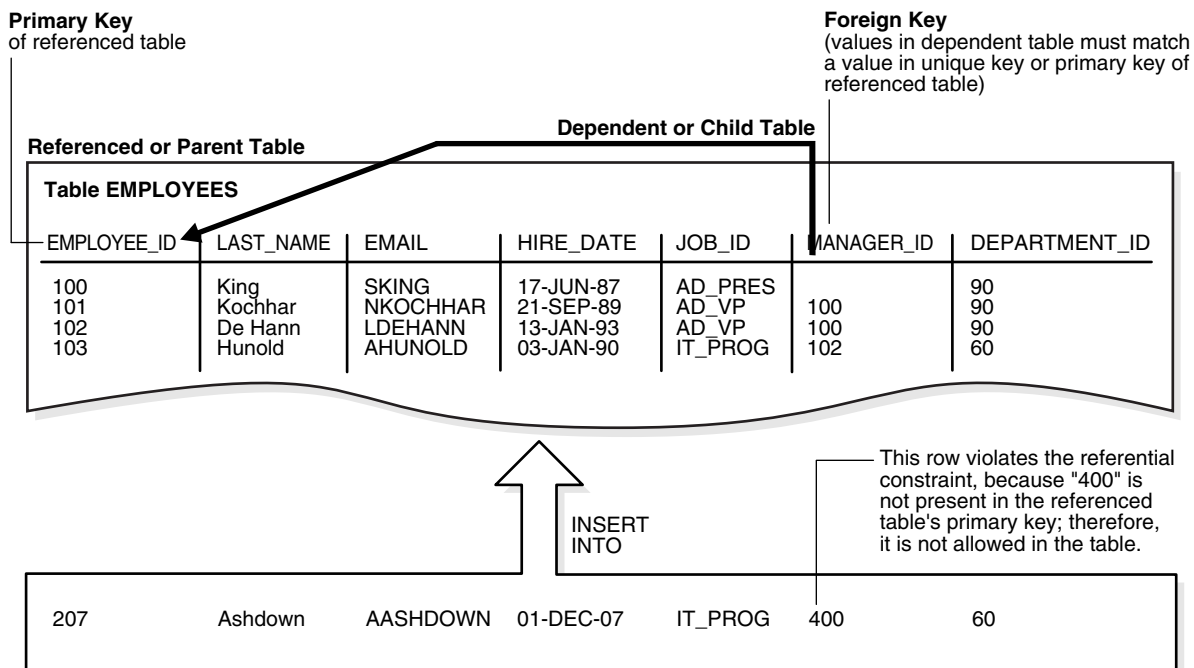 Primary Key
of referenced table
Foreign Key
(values in dependent table must match
a value in unique key or primary key of
referenced table)
Dependent or Child Table
Referenced or Parent Table
Table EMPLOYEES
EMPLOYEE_ID LAST_NAME EMAIL HIRE_DATE JOB_ID MANAGER_ID DEPARTMENT_ID
100 King SKING 17-JUN-87 AD_PRES 90
101 Kochhar NKOCHHAR 21-SEP-89 AD_VP 100 90
102 De Hann LDEHANN 13-JAN-93 AD_VP 100 90
103 Hunold AHUNOLD 03-JAN-90 IT_PROG 102 60
This row violates the referential
constraint, because "400" is
not present in the referenced
table's primary key; therefore,
it is not allowed in the table.
INSERT
INTO
207 Ashdown AASHDOWN 01-DEC-07 IT_PROG 400 60